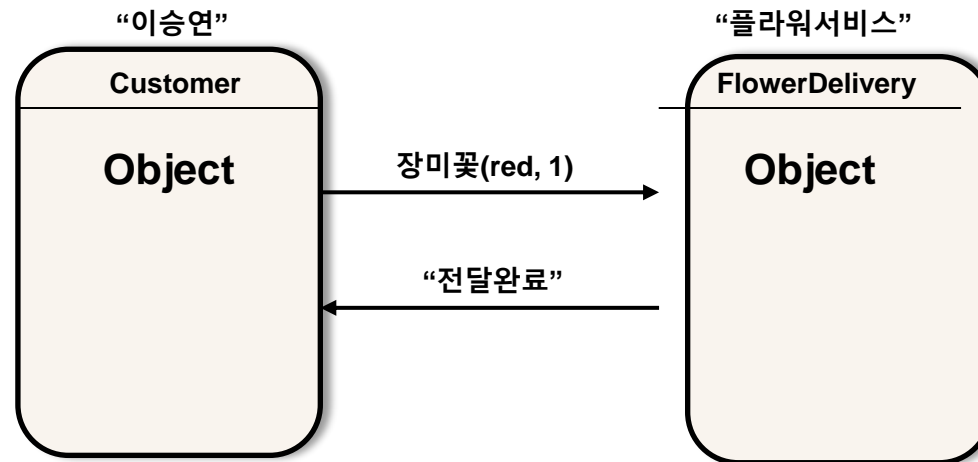 “이승연”
“플라워서비스”
Customer
FlowerDelivery
Object
Object
장미꽃(red, 1)
“전달완료”